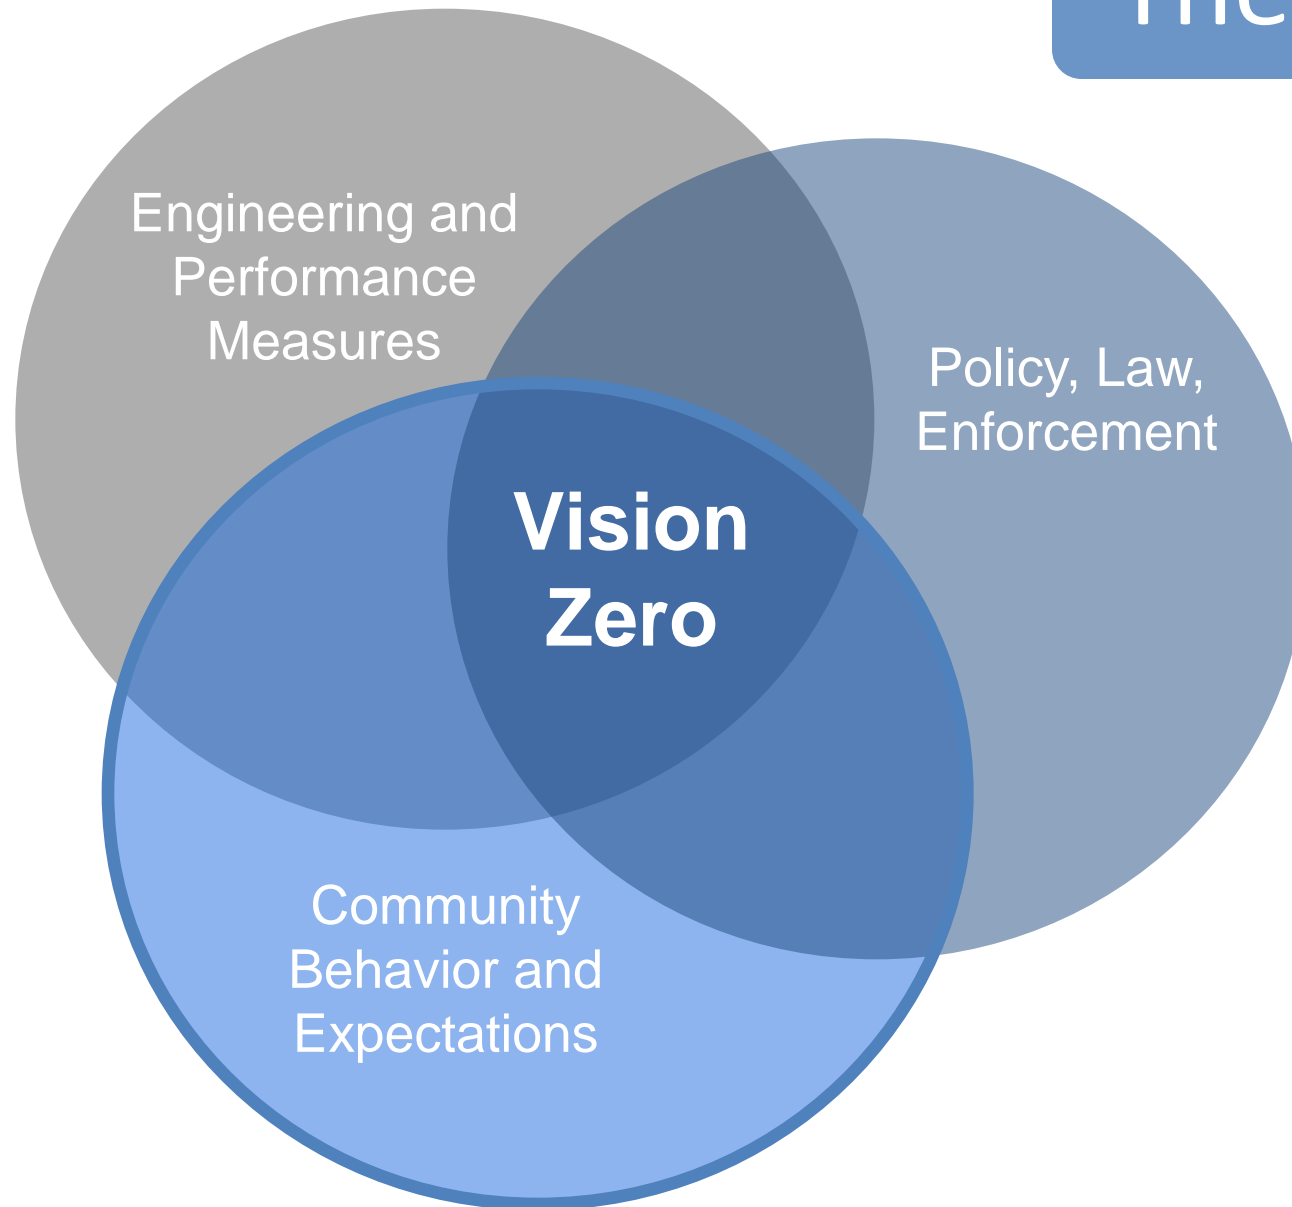 Engineering and
Performance
Measures
Policy, Law,
Enforcement
Vision
Zero
Community
Behavior and
Expectations